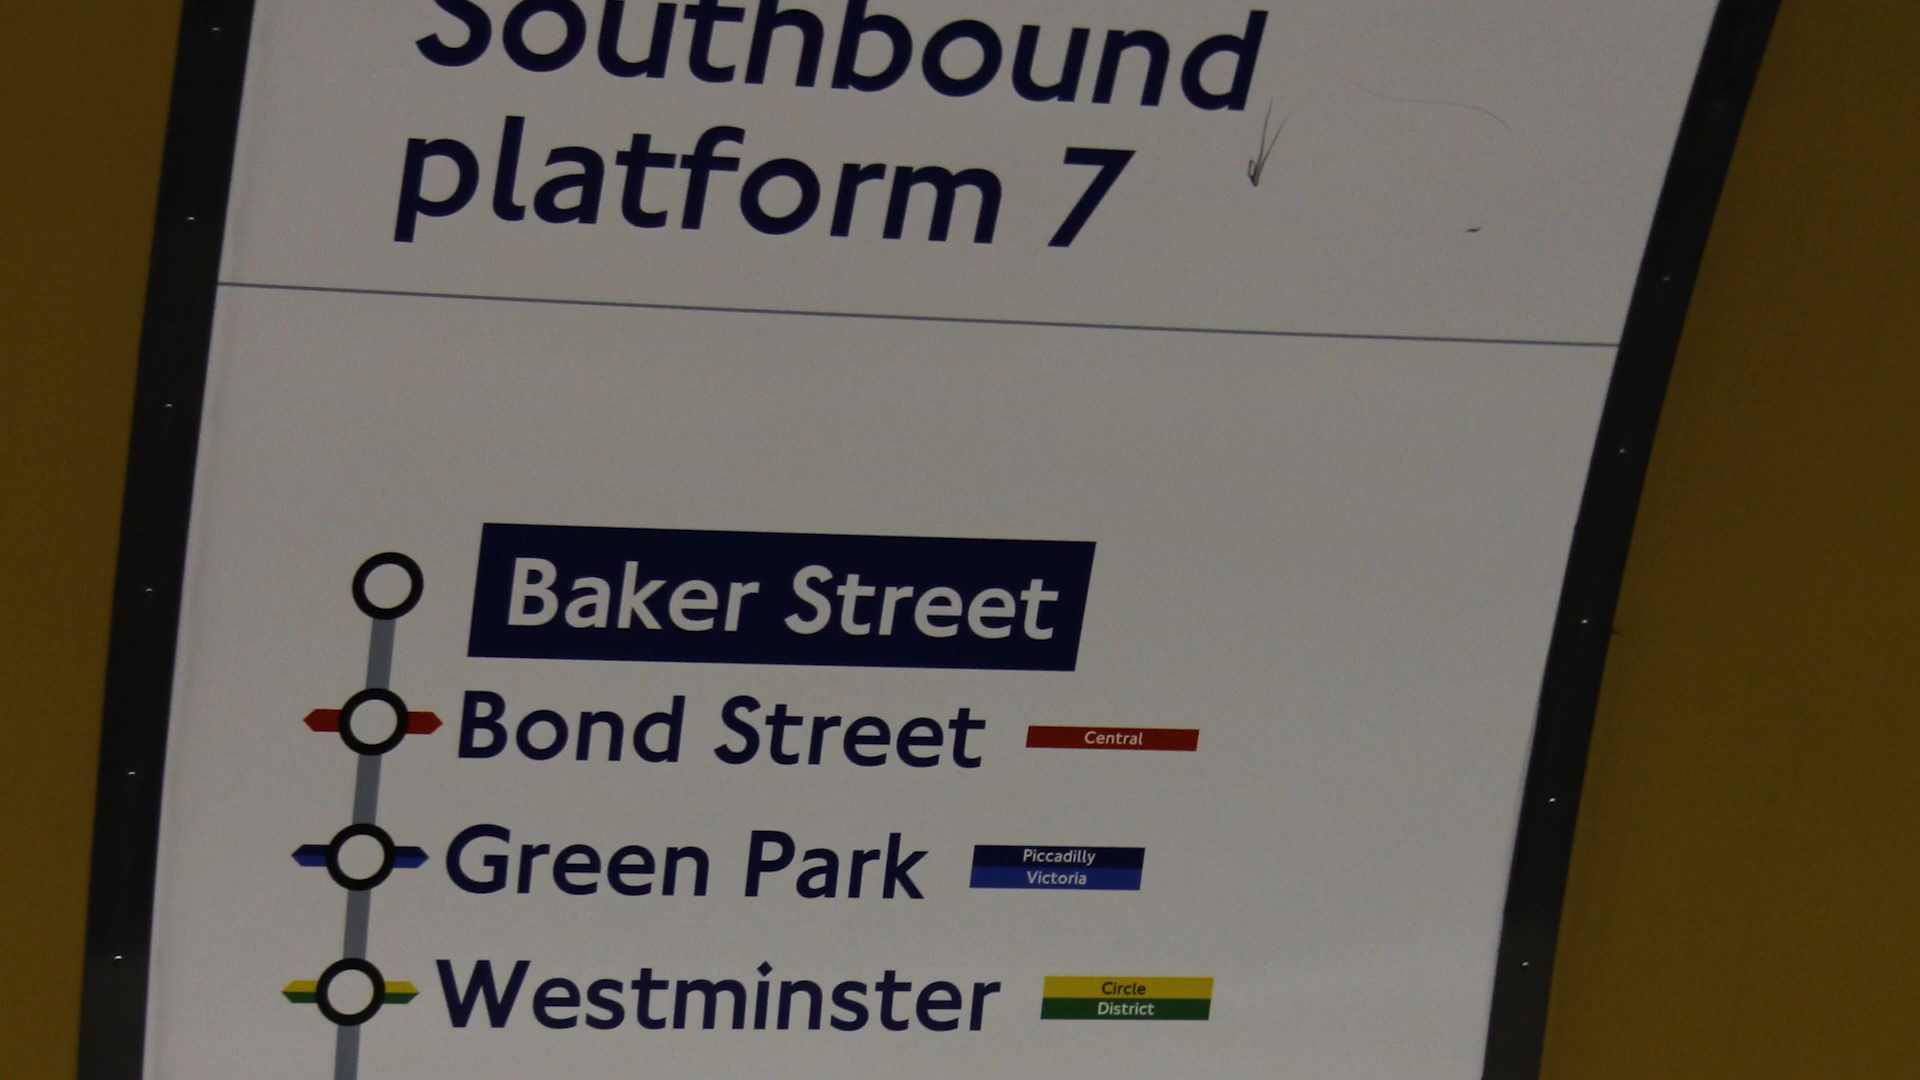 Southbound
platform 7
Baker Street
Bond Street
Central
Green Park
Piccadilly
Victoria
Westminster
Circle
District